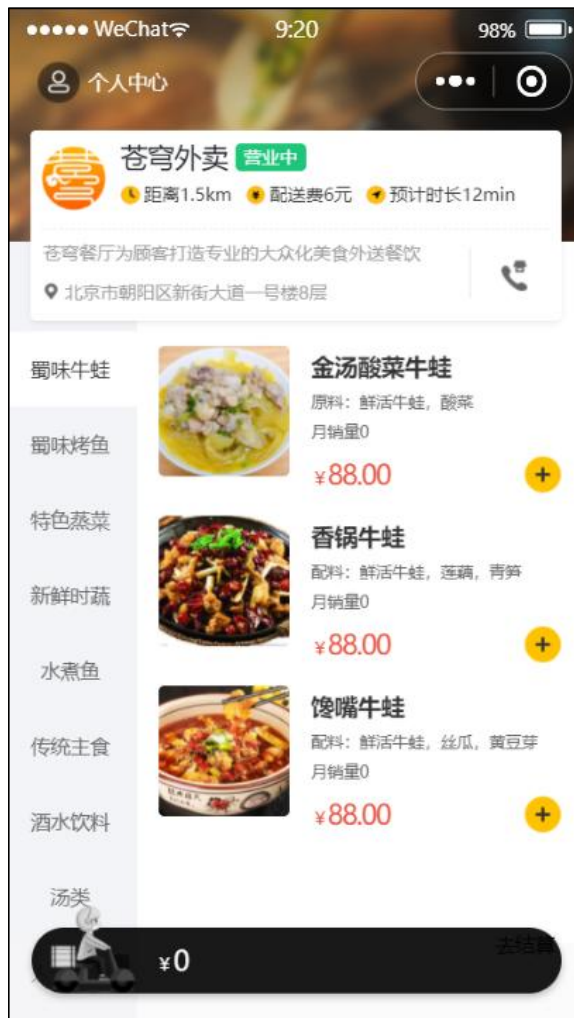 WeChat 9:20 98%
个人中心
苍穹外卖 营业中
距离1.5km 配送费6元 预计时长12min
苍穹餐厅为顾客打造专业的大众化美食外送餐饮
北京市朝阳区新街大道一号楼8层
蜀味牛蛙
蜀味烤鱼
特色蒸菜
新鲜时蔬
水煮鱼
传统主食
酒水饮料
汤类
金汤酸菜牛蛙
原料：鲜活牛蛙，酸菜
月销量0
¥88.00
香锅牛蛙
配料：鲜活牛蛙，莲藕，青笋
月销量0
¥88.00
馋嘴牛蛙
配料：鲜活牛蛙，丝瓜，黄豆芽
月销量0
¥88.00
¥0
去结算